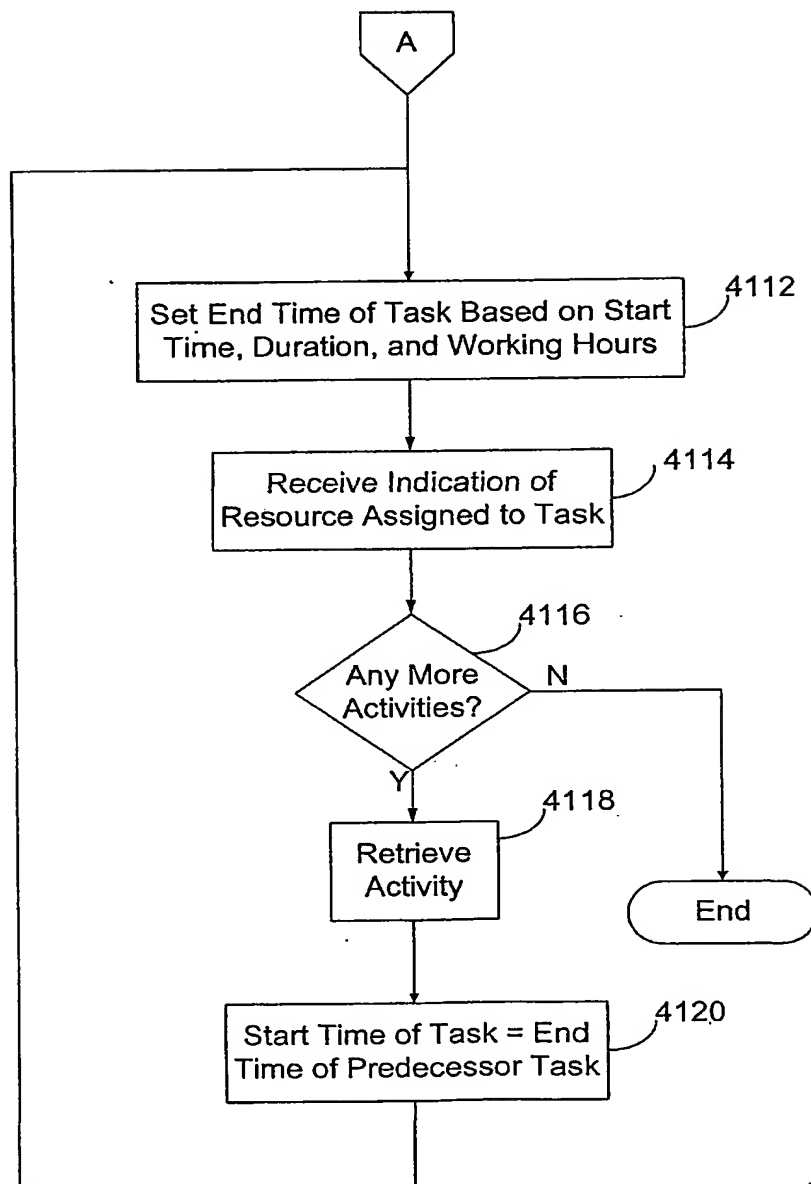 A
4112
Set End Time of Task Based on Start
Time, Duration, and Working Hours
4114
Receive Indication of
Resource Assigned to Task
4116
Any More
Activities?
N
Y
4118
Retrieve
Activity
End
4120
Start Time of Task = End
Time of Predecessor Task